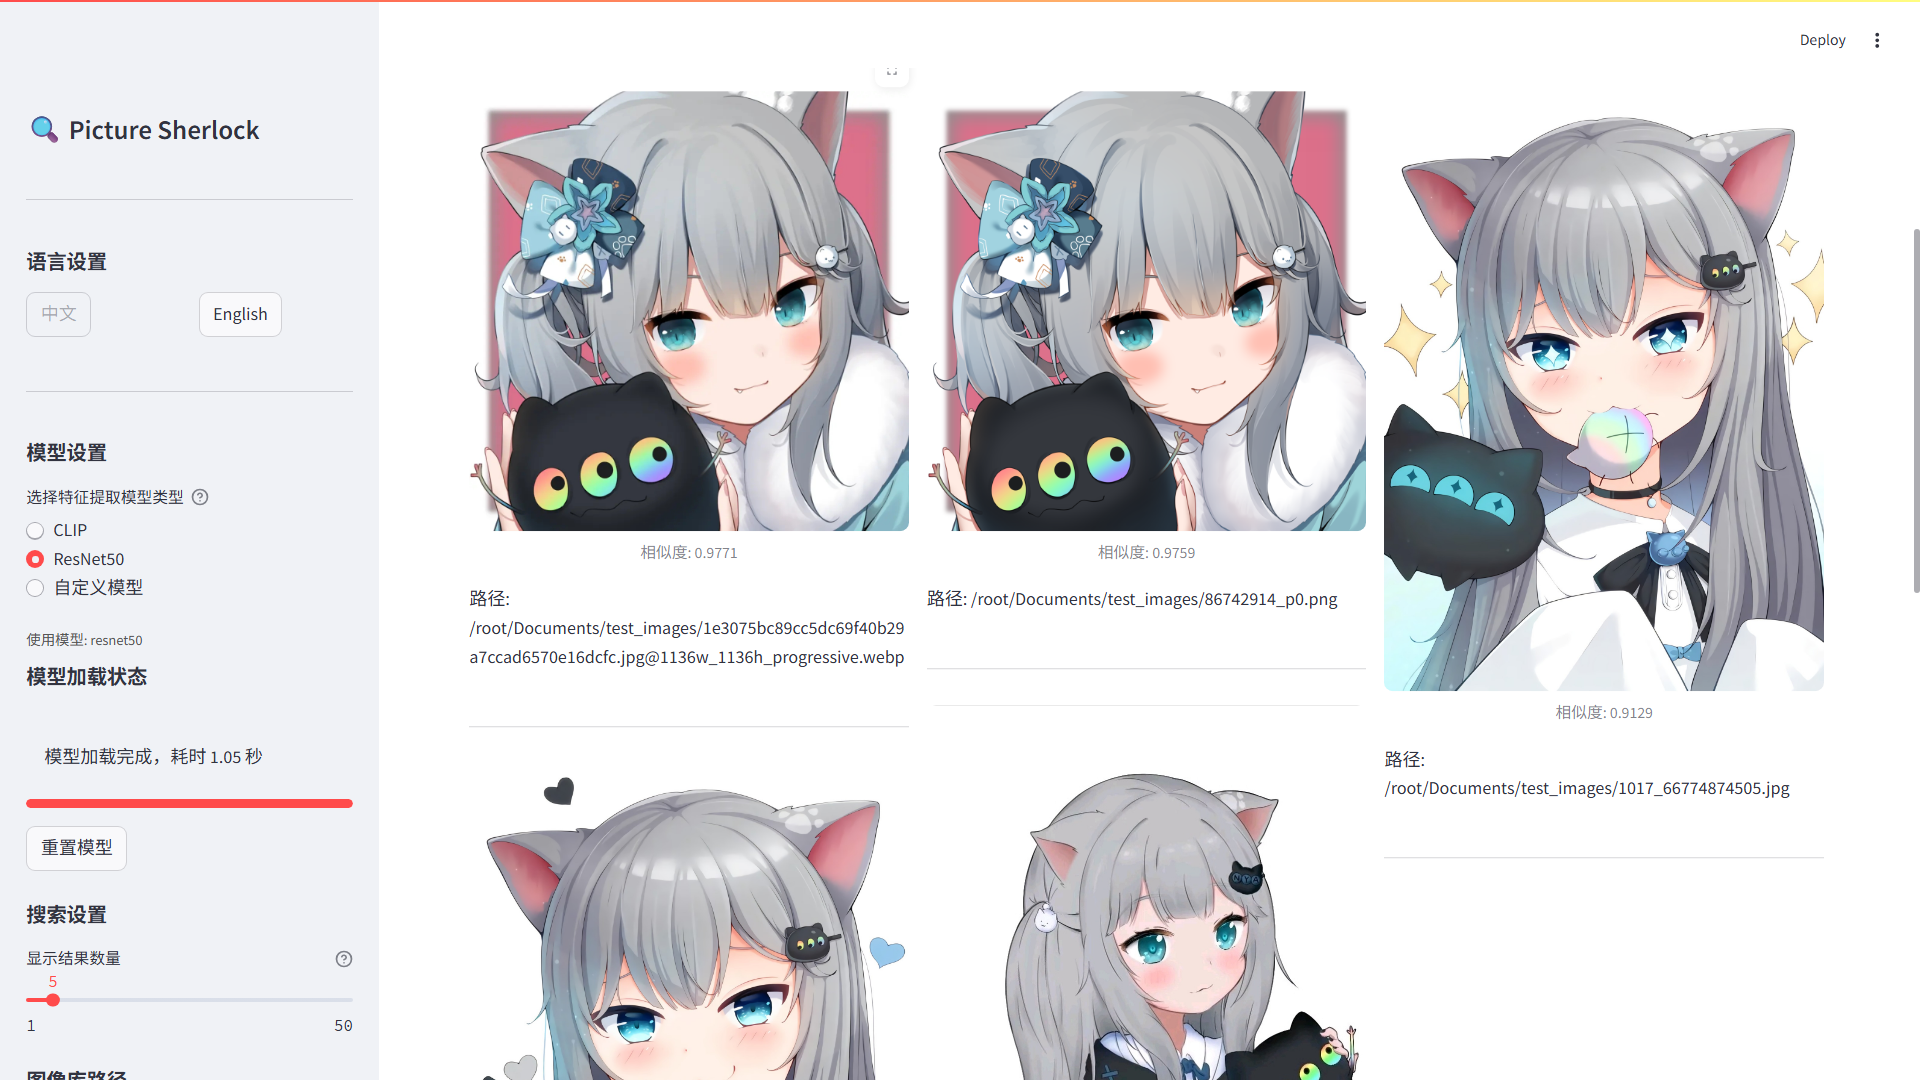 Deploy
Picture Sherlock
语言设置
中文
English
模型设置
选择特征提取模型类型
CLIP
ResNet50
自定义模型
使用模型: resnet50
模型加载状态
模型加载完成，耗时 1.05 秒
重置模型
搜索设置
显示结果数量
5
1
50
图像库路径
相似度: 0.9771
路径:
/root/Documents/test_images/1e3075bc89cc5dc69f40b29
a7ccad6570e16dcfc.jpg@1136w_1136h_progressive.webp
相似度: 0.9759
路径: /root/Documents/test_images/86742914_p0.png
相似度: 0.9129
路径:
/root/Documents/test_images/1017_66774874505.jpg
NYA